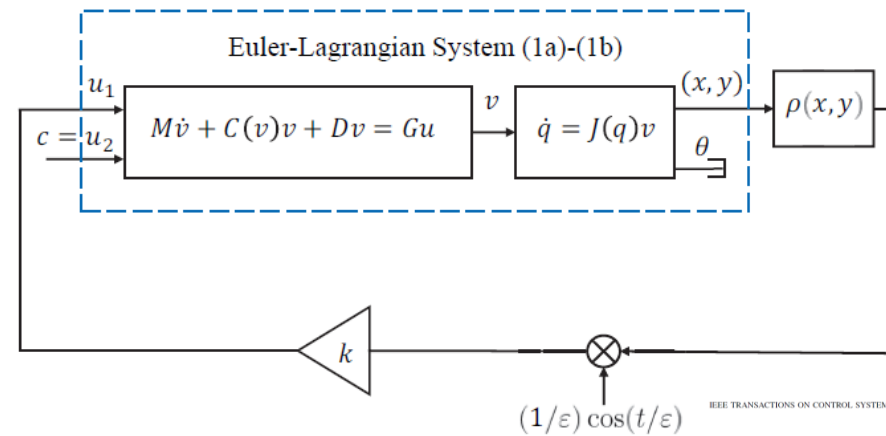 Euler-Lagrangian System (1a)-(1b)
u₁
c = u₂
Mv̇ + C(v)v + Dv = Gu
v
q̇ = J(q)v
(x, y)
θ
ρ(x, y)
k
(1/ε) cos(t/ε)
IEEE TRANSACTIONS ON CONTROL SYSTEM